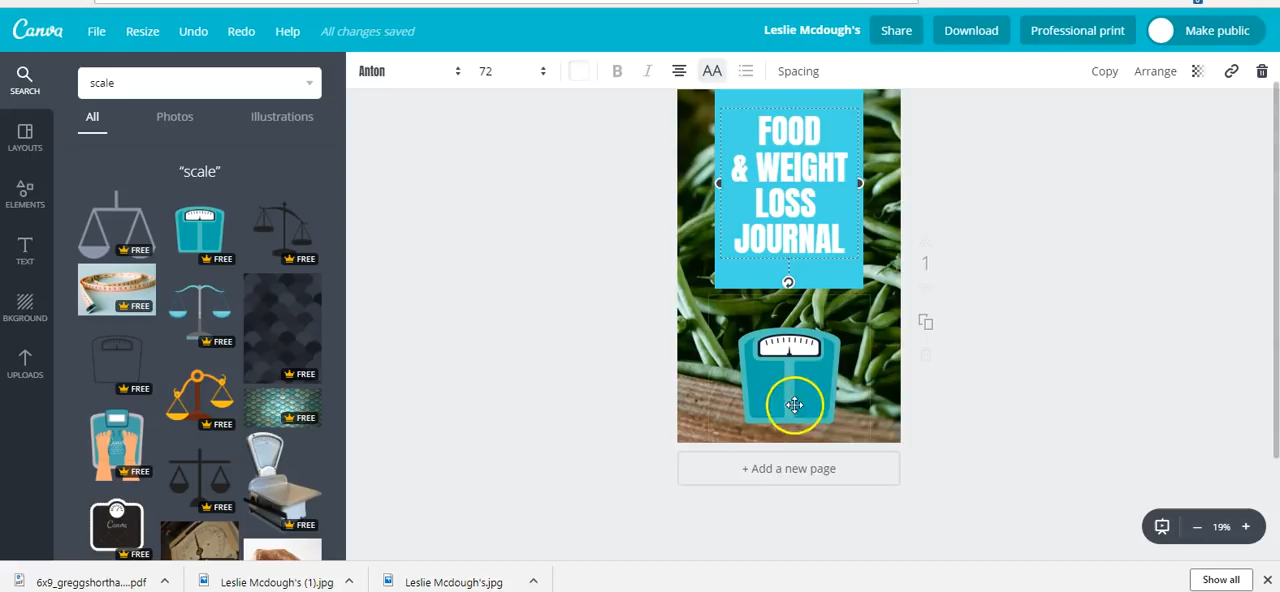 Canva
File
Resize
Undo
Redo
Help
All changes saved
Leslie Mcdough's
Share
Download
Professional print
Make public
SEARCH
LAYOUTS
ELEMENTS
TEXT
BKGROUND
UPLOADS
scale
All
Photos
Illustrations
“scale”
FREE
FREE
FREE
FREE
FREE
FREE
FREE
FREE
FREE
FREE
FREE
FREE
FREE
Canva
FREE
Anton
72
B
I
AA
Spacing
Copy
Arrange
FOOD
& WEIGHT
LOSS
JOURNAL
1
+ Add a new page
– 19% +
6x9_greggshortha....pdf
Leslie Mcdough's (1).jpg
Leslie Mcdough's.jpg
Show all